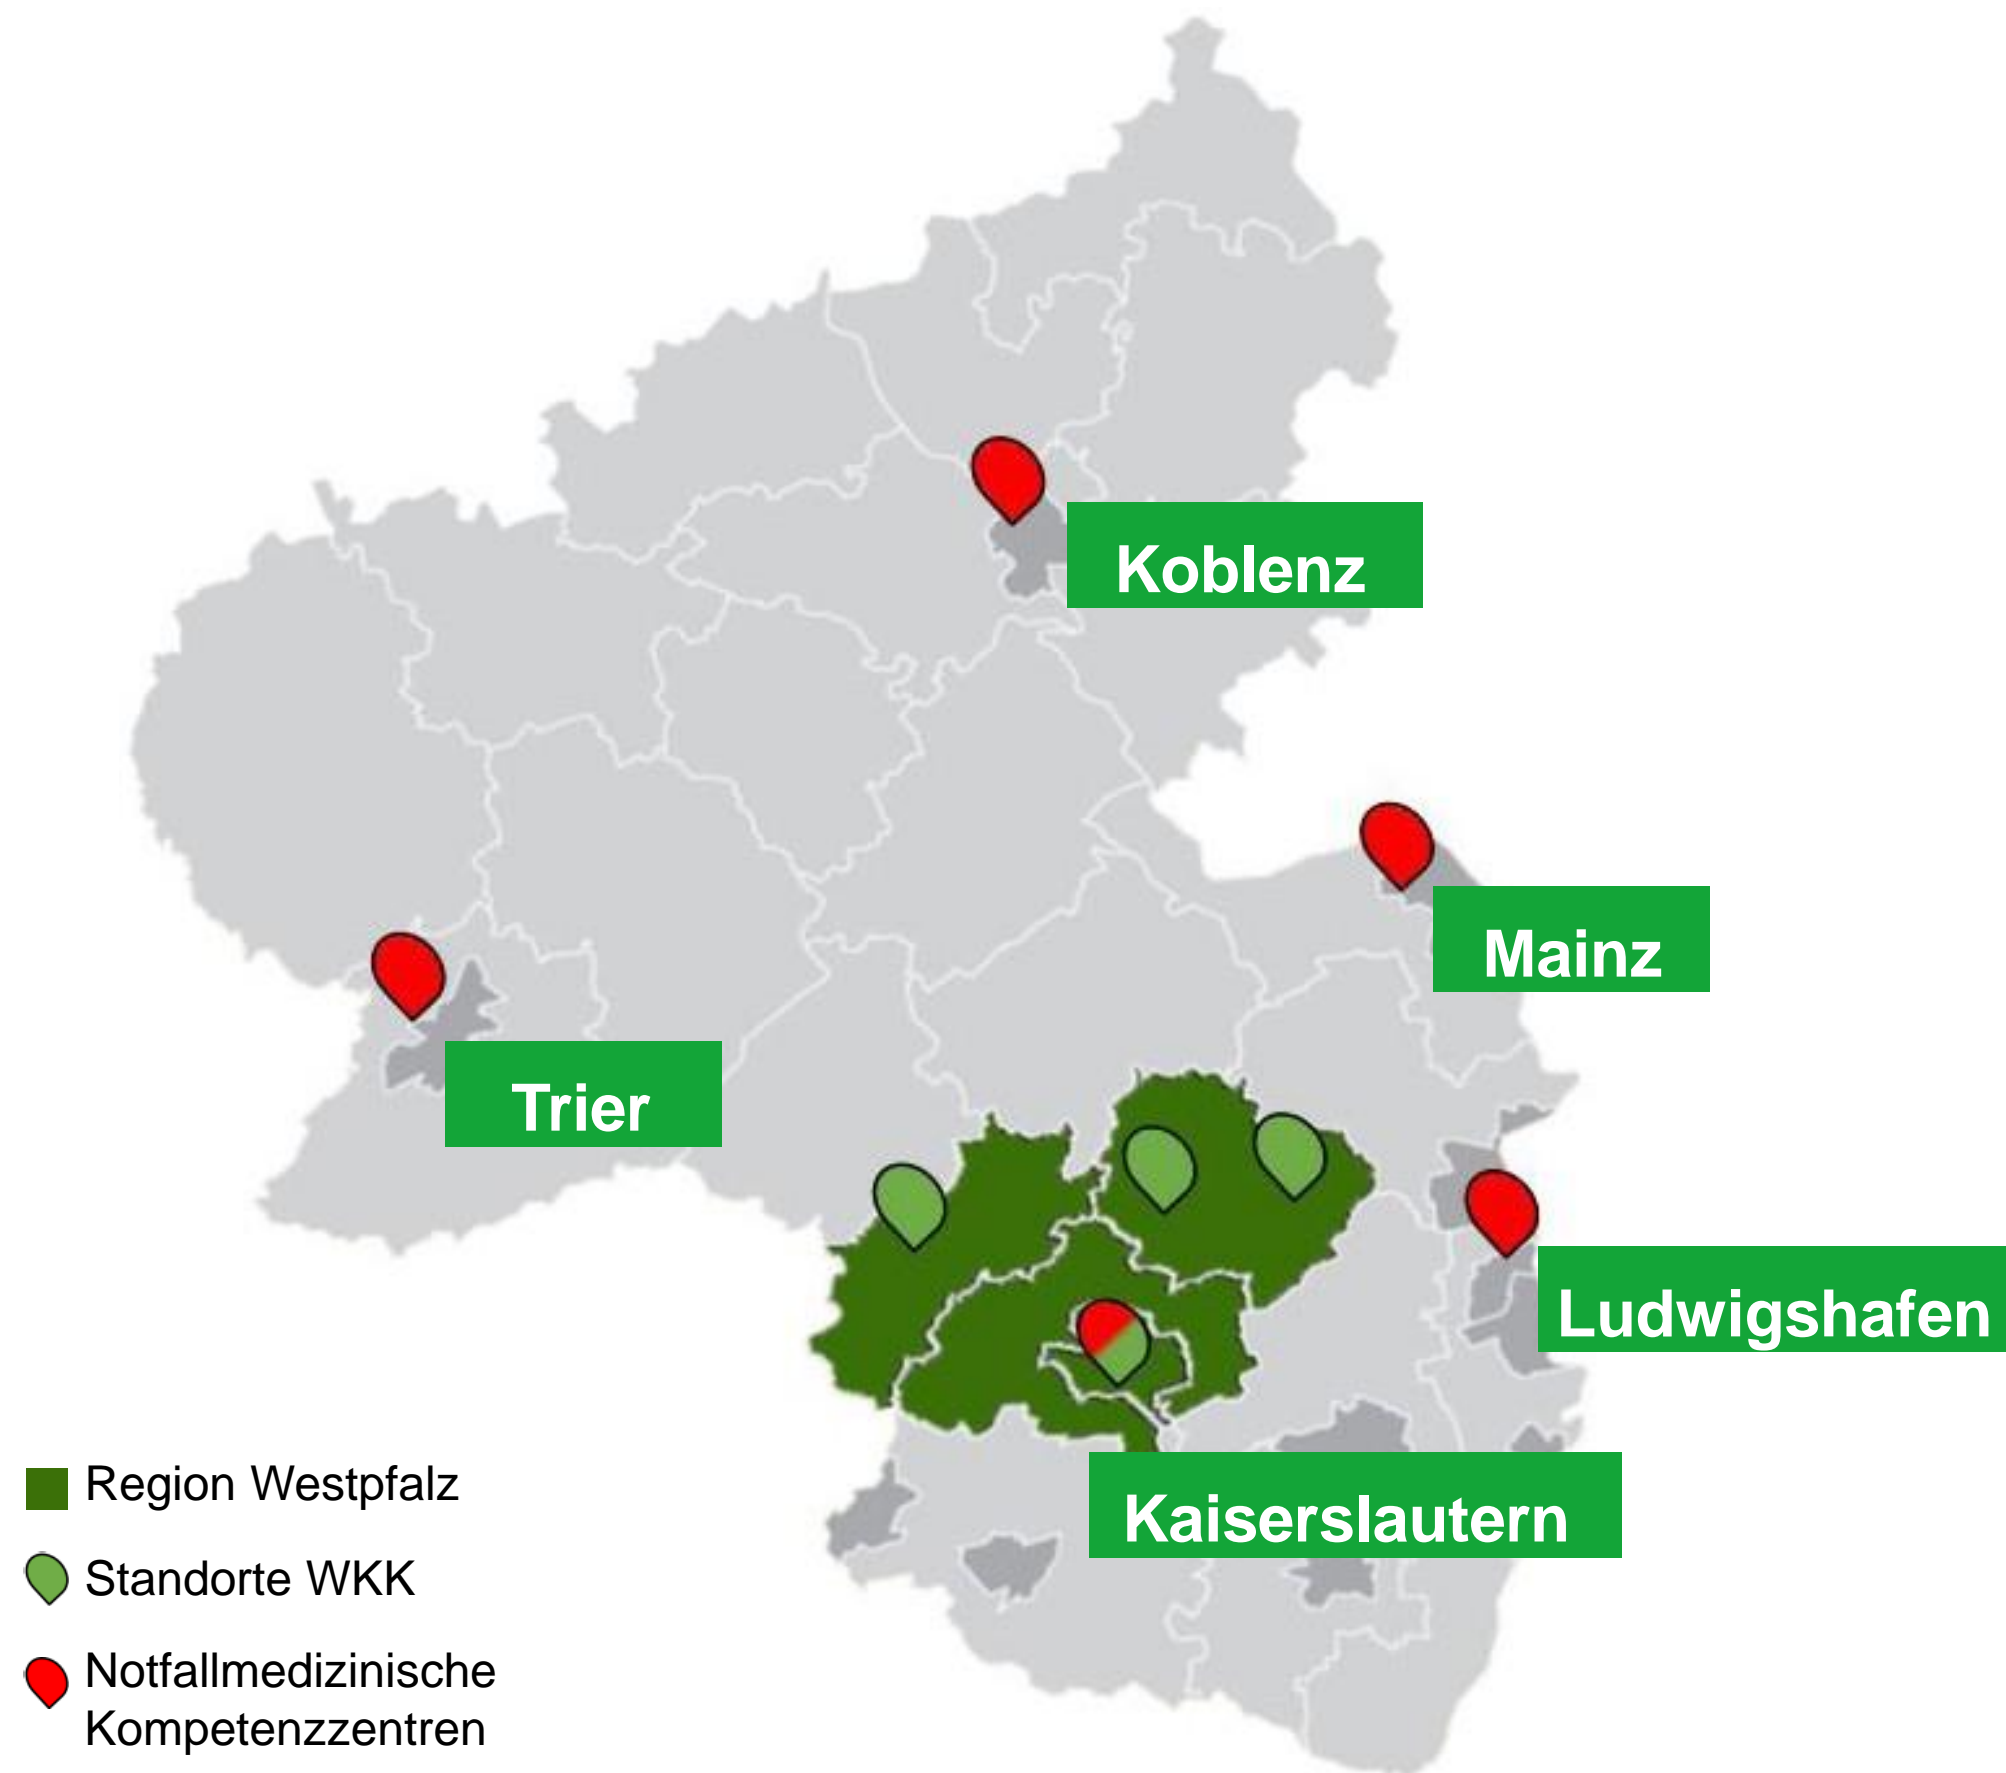 Koblenz
Mainz
Trier
Ludwigshafen
Kaiserslautern
Region Westpfalz
Standorte WKK
Notfallmedizinische
Kompetenzzentren